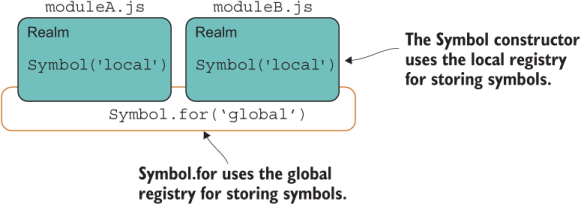 moduleA.js
moduleB.js
Realm
Realm
Symbol('local')
Symbol('local')
The Symbol constructor
uses the local registry
for storing symbols.
Symbol.for(‘global’)
Symbol.for uses the global
registry for storing symbols.